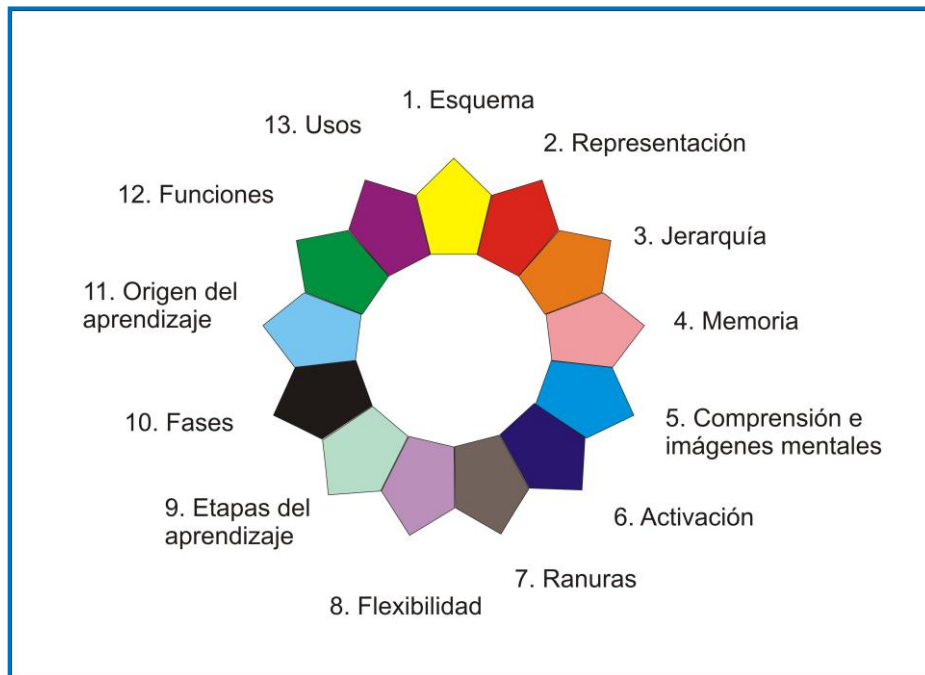 1. Esquema
2. Representación
3. Jerarquía
4. Memoria
5. Comprensión e
imágenes mentales
6. Activación
7. Ranuras
8. Flexibilidad
9. Etapas del
aprendizaje
10. Fases
11. Origen del
aprendizaje
12. Funciones
13. Usos